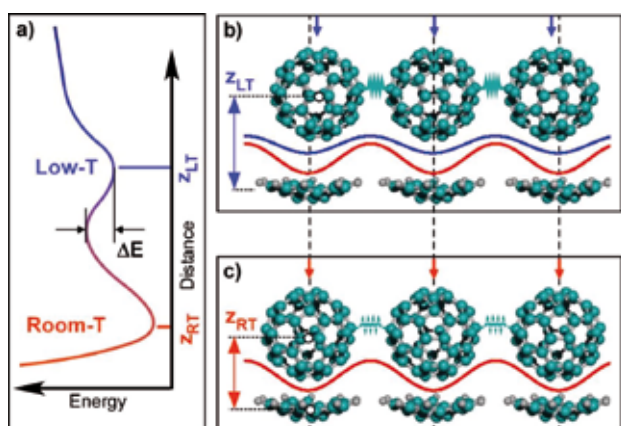 a)
Low-T
z_LT
ΔE
Distance
Room-T
z_RT
Energy
b)
z_LT
c)
z_RT